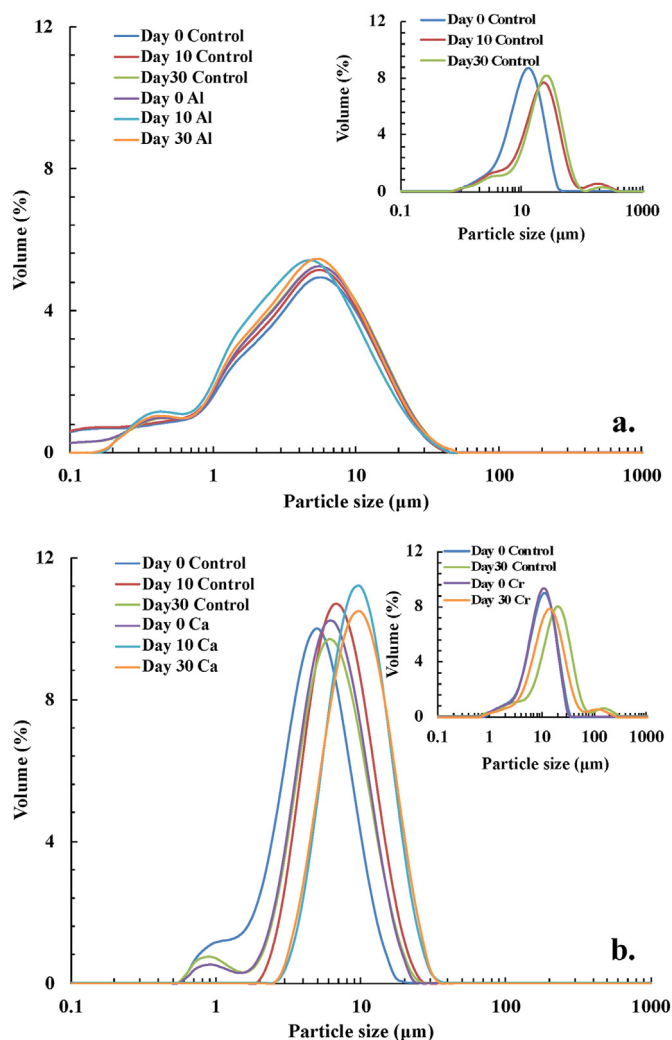 12
8
4
0
Volume (%)
Day 0 Control
Day 10 Control
Day30 Control
Day 0 Al
Day 10 Al
Day 30 Al
0.1
1
10
100
1000
Particle size (µm)
a.
12
8
4
0
Volume (%)
Day 0 Control
Day 10 Control
Day30 Control
0.1
10
1000
Particle size (µm)
12
8
4
0
Volume (%)
Day 0 Control
Day 10 Control
Day30 Control
Day 0 Ca
Day 10 Ca
Day 30 Ca
0.1
1
10
100
1000
Particle size (µm)
b.
12
8
4
0
Volume (%)
Day 0 Control
Day30 Control
Day 0 Cr
Day 30 Cr
0.1
1
10
100
1000
Particle size (µm)